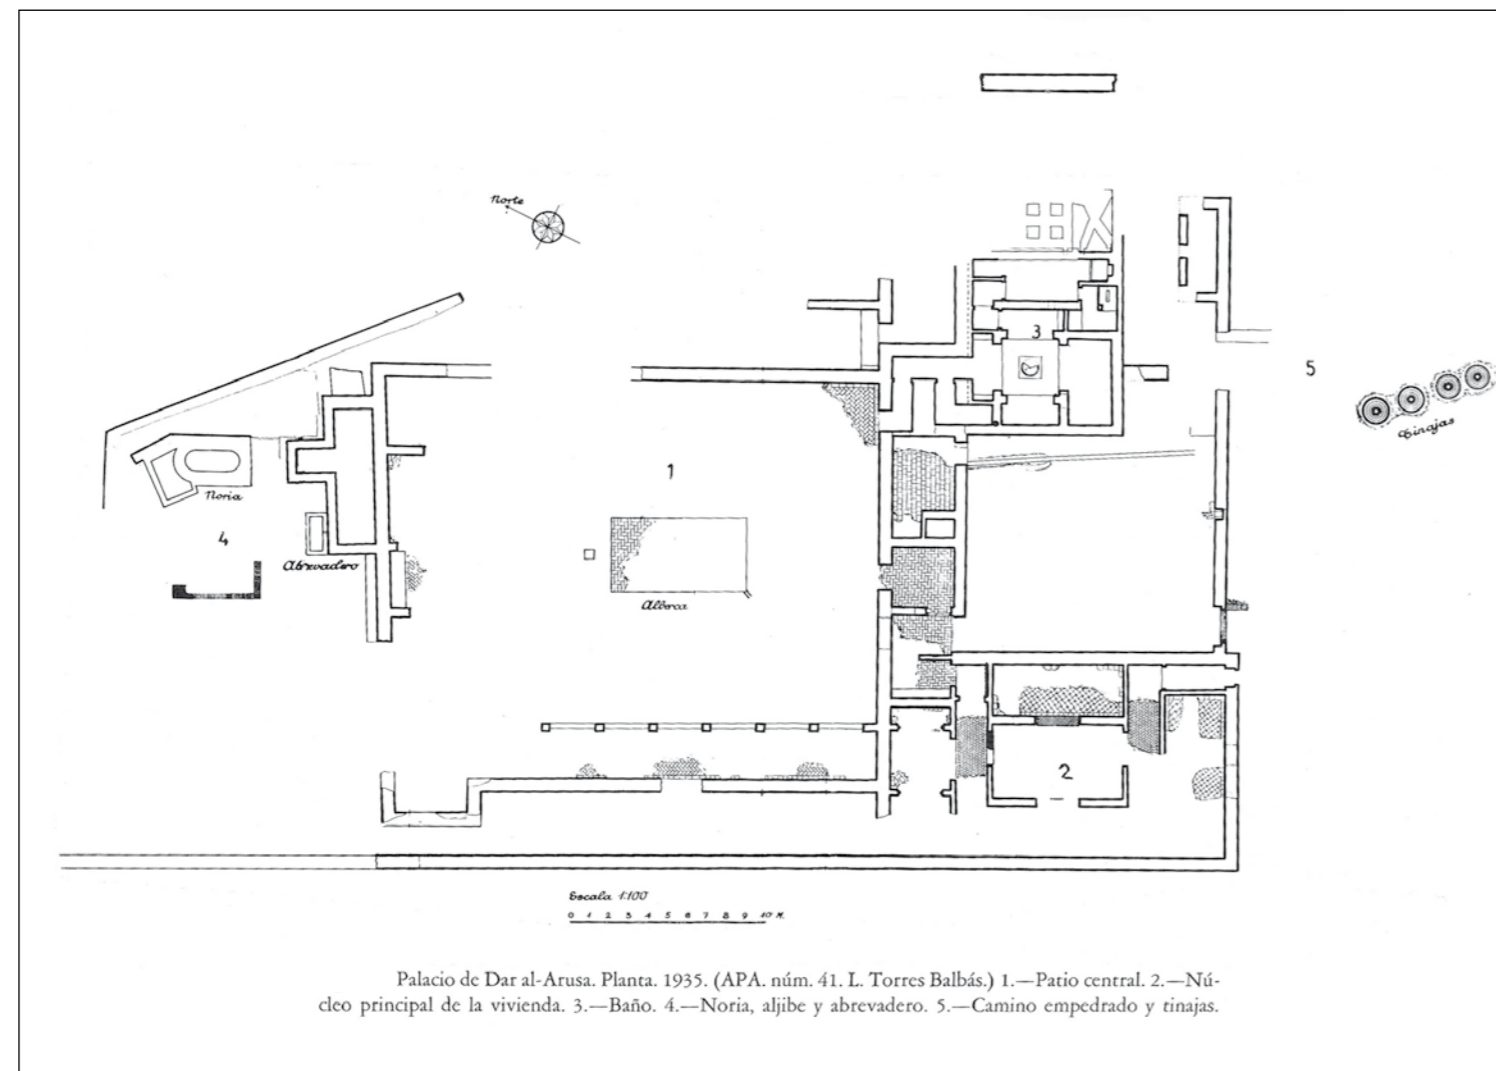 Norte
3
5
Tinajas
1
Noria
4
Abrevadero
Alberca
2
Escala 1:100
0 1 2 3 4 5 6 7 8 9 10 M.
Palacio de Dar al-Arusa. Planta. 1935. (APA. núm. 41. L. Torres Balbás.) 1.—Patio central. 2.—Nú-
cleo principal de la vivienda. 3.—Baño. 4.—Noria, aljibe y abrevadero. 5.—Camino empedrado y tinajas.